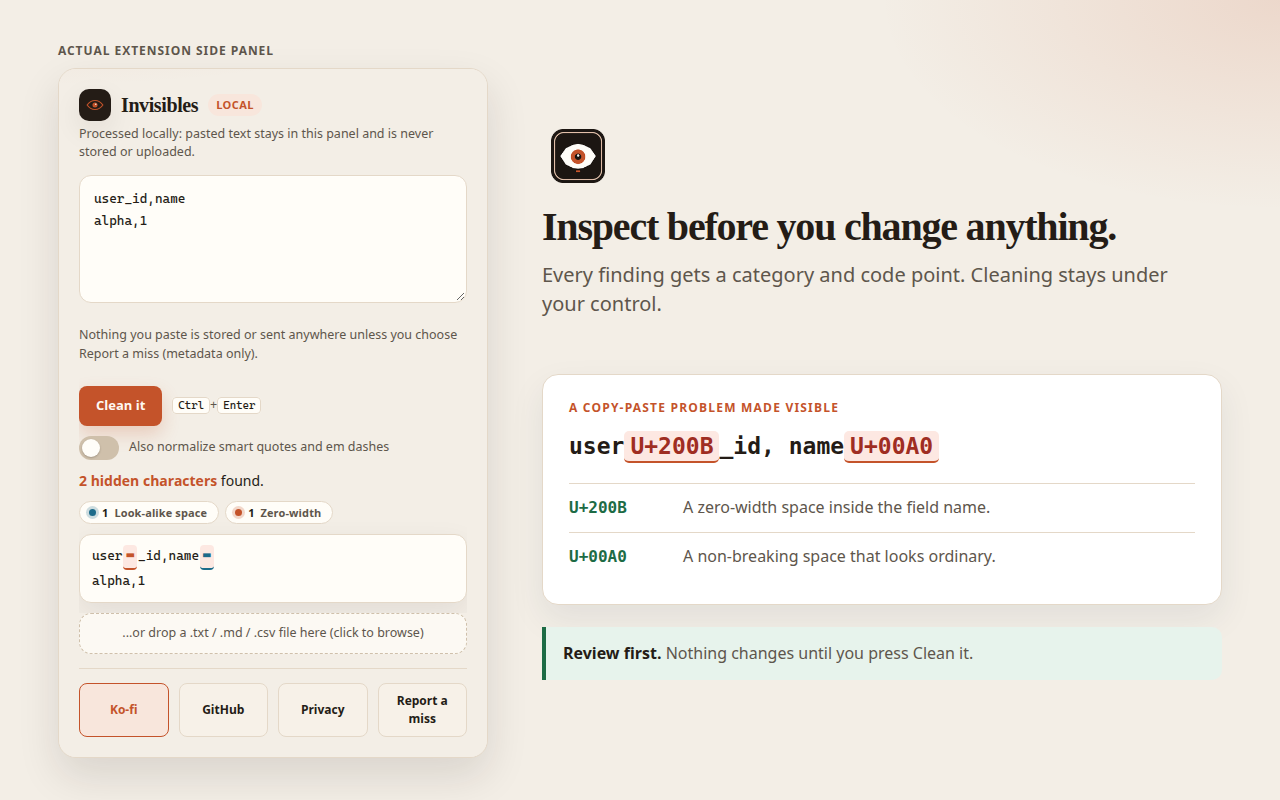 ACTUAL EXTENSION SIDE PANEL
Invisibles LOCAL
Processed locally: pasted text stays in this panel and is never
stored or uploaded.
user_id,name
alpha,1
Nothing you paste is stored or sent anywhere unless you choose
Report a miss (metadata only).
Clean it Ctrl+Enter
Also normalize smart quotes and em dashes
2 hidden characters found.
1 Look-alike space 1 Zero-width
user_id,name
alpha,1
...or drop a .txt / .md / .csv file here (click to browse)
Ko-fi GitHub Privacy Report a
miss
Inspect before you change anything.
Every finding gets a category and code point. Cleaning stays under
your control.
A COPY-PASTE PROBLEM MADE VISIBLE
user U+200B _id, name U+00A0
U+200B A zero-width space inside the field name.
U+00A0 A non-breaking space that looks ordinary.
Review first. Nothing changes until you press Clean it.